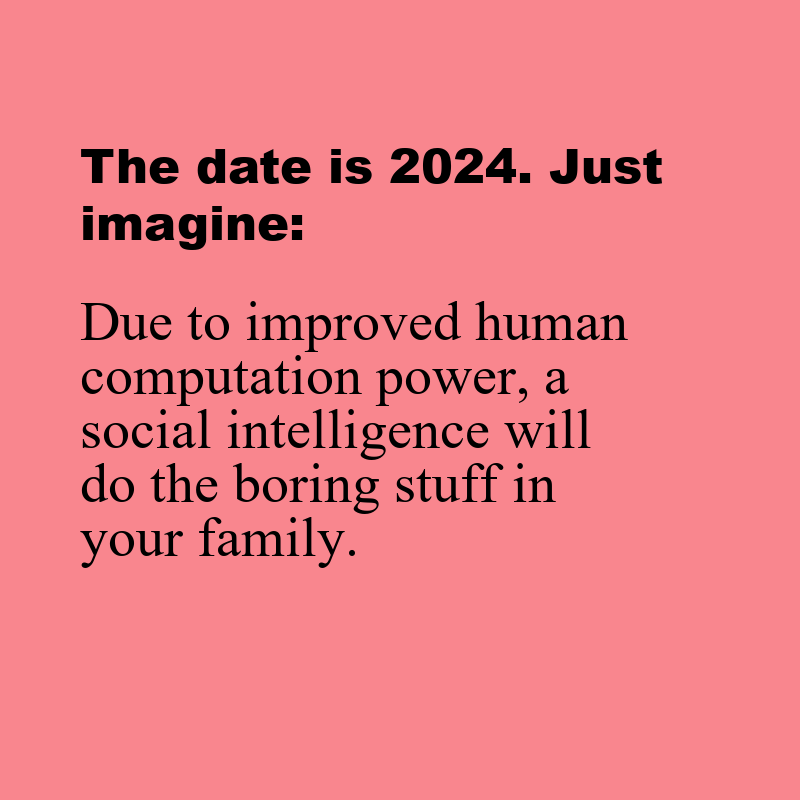 The date is 2024. Just
imagine:
Due to improved human
computation power, a
social intelligence will
do the boring stuff in
your family.